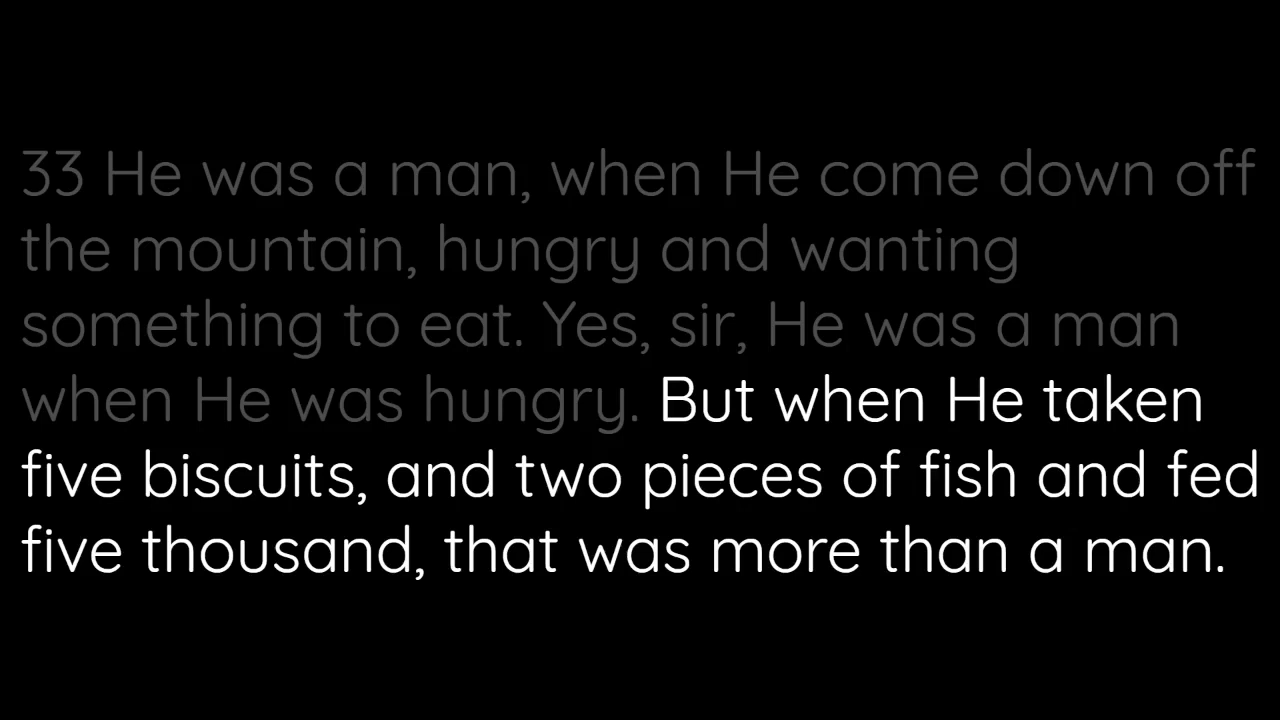 33 He was a man, when He come down off
the mountain, hungry and wanting
something to eat. Yes, sir, He was a man
when He was hungry. But when He taken
five biscuits, and two pieces of fish and fed
five thousand, that was more than a man.